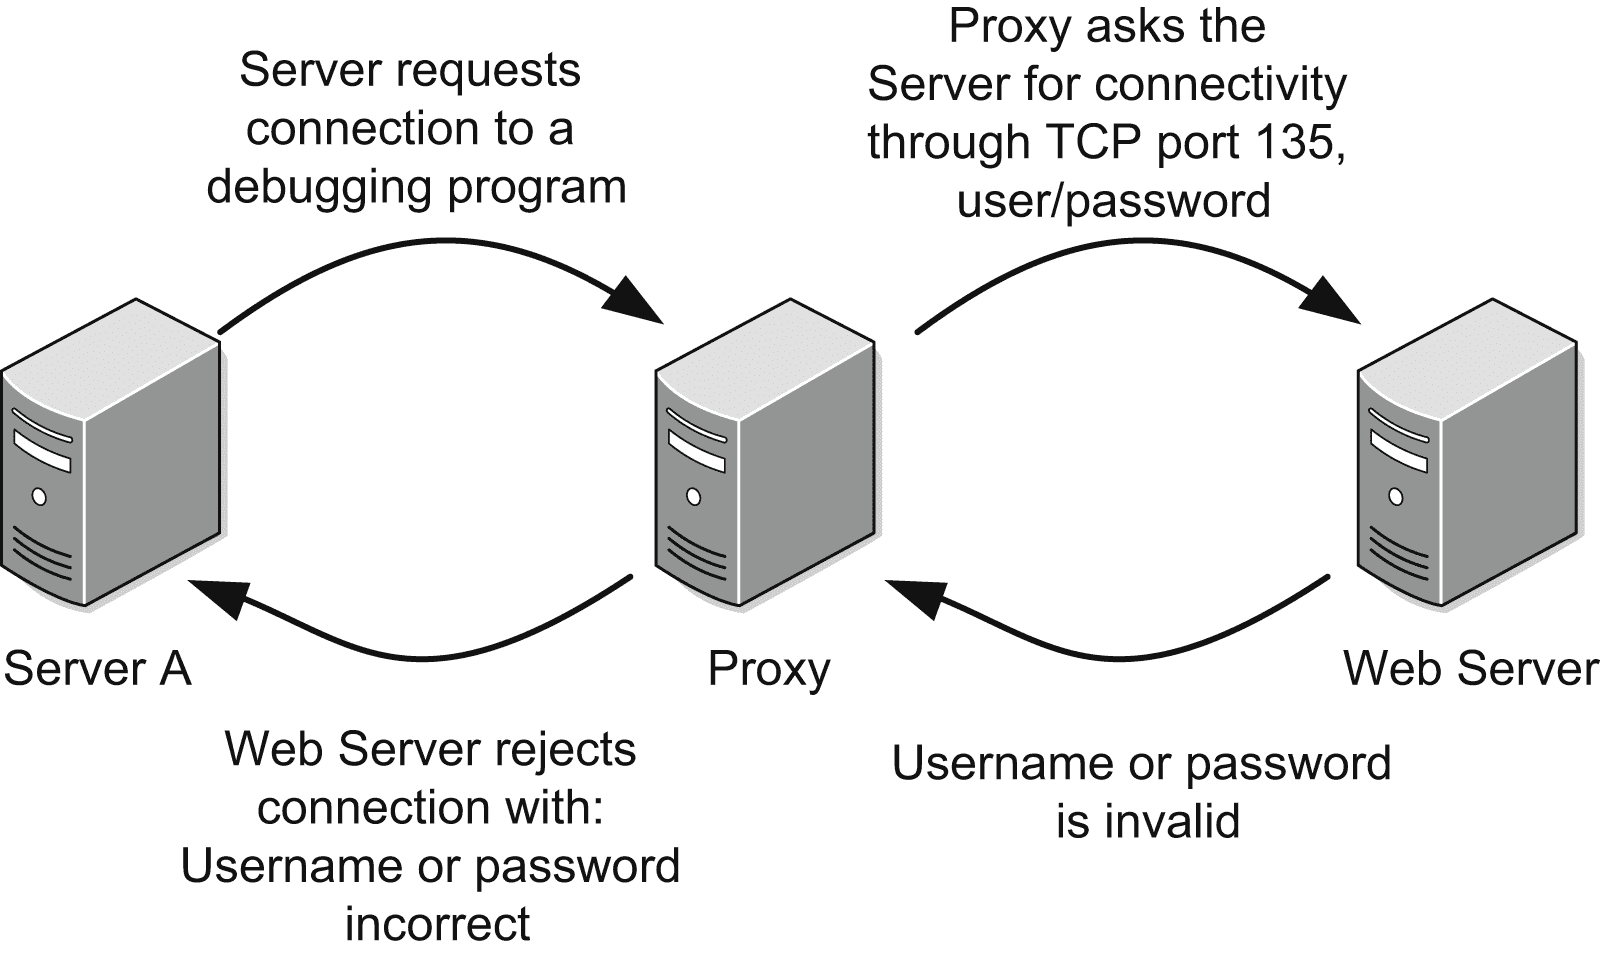 Server requests
connection to a
debugging program
Proxy asks the
Server for connectivity
through TCP port 135,
user/password
Server A
Proxy
Web Server
Web Server rejects
connection with:
Username or password
incorrect
Username or password
is invalid